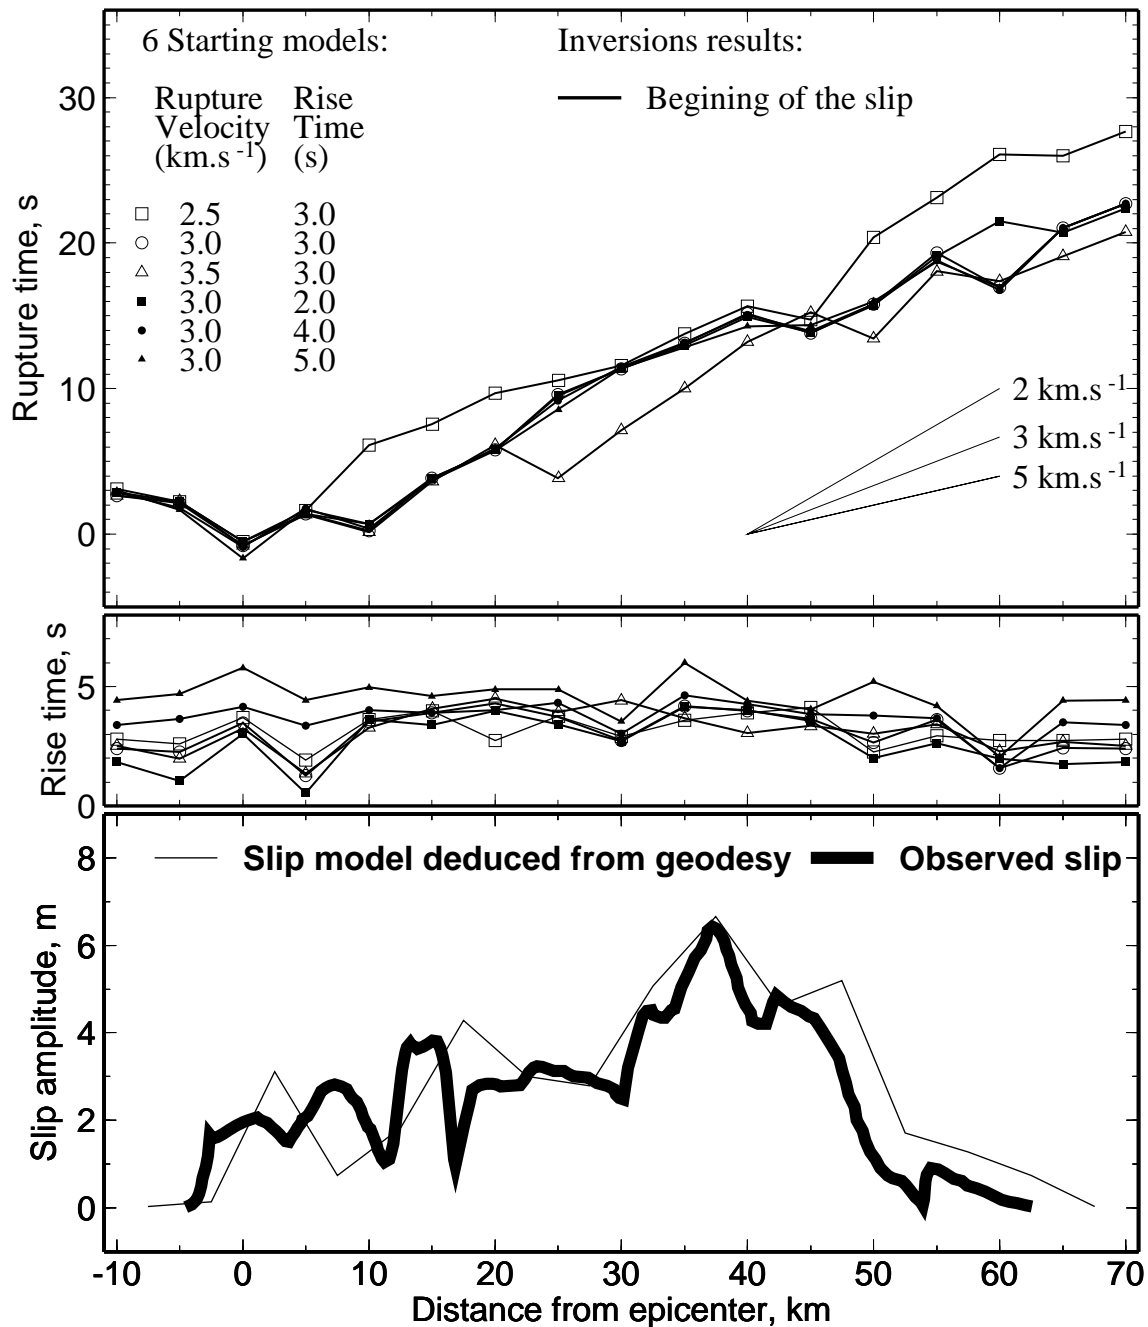 6 Starting models:
Inversions results:
Rupture Rise
Velocity Time
(km.s -1) (s)
Begining of the slip
2.5 3.0
3.0 3.0
3.5 3.0
3.0 2.0
3.0 4.0
3.0 5.0
2 km.s -1
3 km.s -1
5 km.s -1
30
20
10
0
Rupture time, s
5
0
Rise time, s
Slip model deduced from geodesy
Observed slip
8
6
4
2
0
Slip amplitude, m
-10 0 10 20 30 40 50 60 70
Distance from epicenter, km